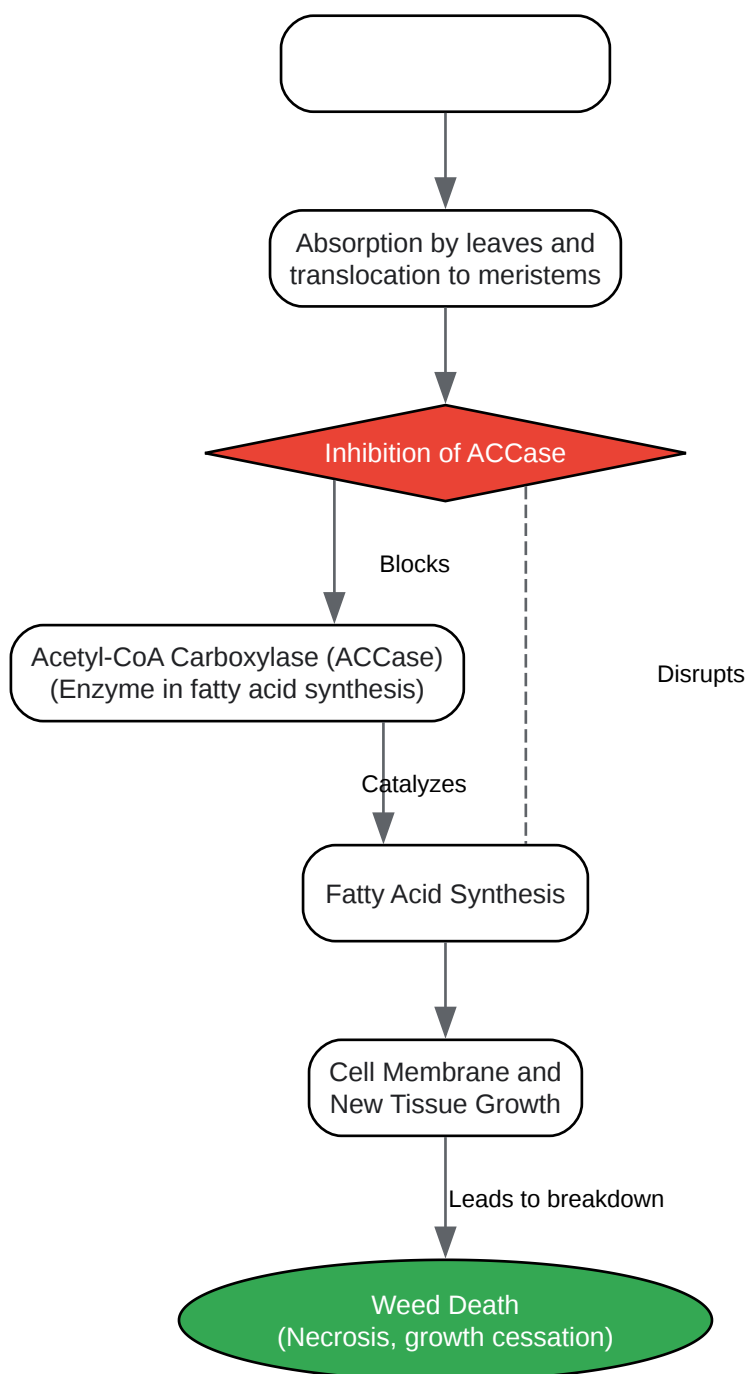 Absorption by leaves and
translocation to meristems
Inhibition of ACCase
Blocks
Acetyl-CoA Carboxylase (ACCase)
(Enzyme in fatty acid synthesis)
Disrupts
Catalyzes
Fatty Acid Synthesis
Cell Membrane and
New Tissue Growth
Leads to breakdown
Weed Death
(Necrosis, growth cessation)